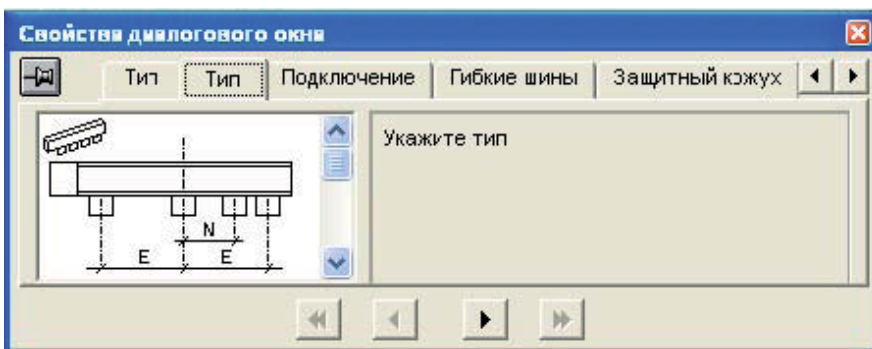 Свойства диалогового окна
Тип
Тип
Подключение
Гибкие шины
Защитный кожух
Укажите тип
N
E
E